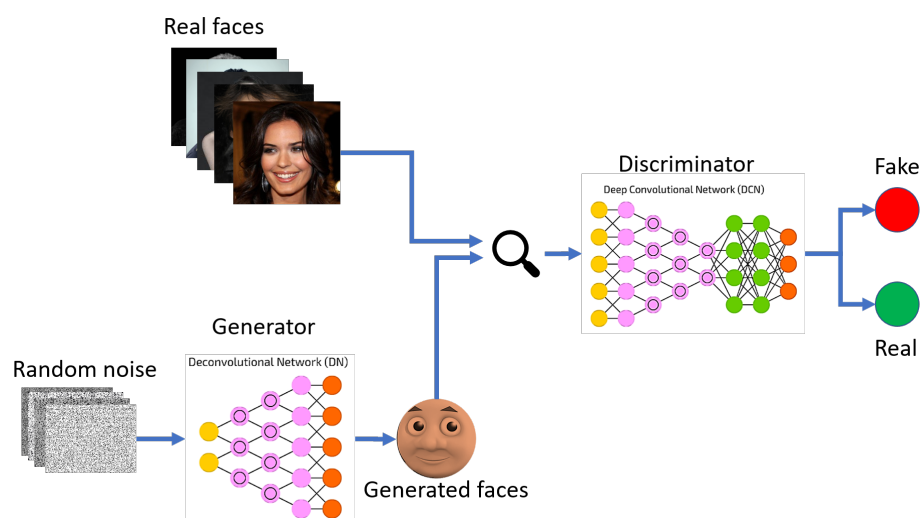 Real faces
Discriminator
Deep Convolutional Network (DCN)
Fake
Real
Generator
Deconvolutional Network (DN)
Random noise
Generated faces